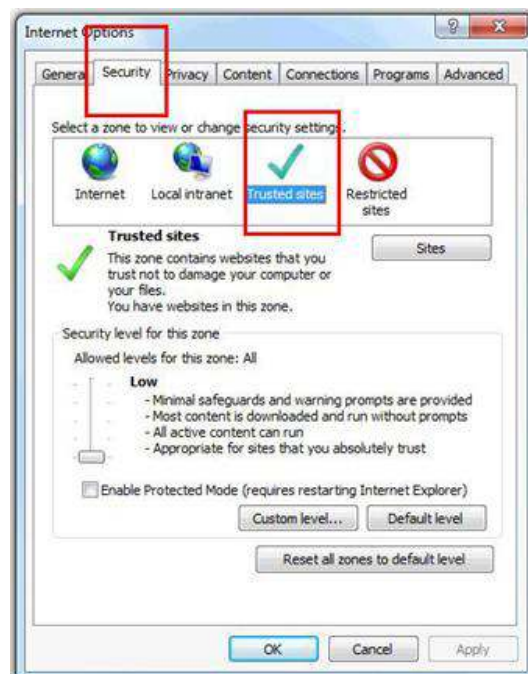 Internet Options
General Security Privacy Content Connections Programs Advanced
Select a zone to view or change security settings.
Internet Local intranet Trusted sites Restricted sites
Trusted sites
This zone contains websites that you
trust not to damage your computer or
your files.
You have websites in this zone.
Sites
Security level for this zone
Allowed levels for this zone: All
Low
- Minimal safeguards and warning prompts are provided
- Most content is downloaded and run without prompts
- All active content can run
- Appropriate for sites that you absolutely trust
Enable Protected Mode (requires restarting Internet Explorer)
Custom level... Default level
Reset all zones to default level
OK Cancel Apply